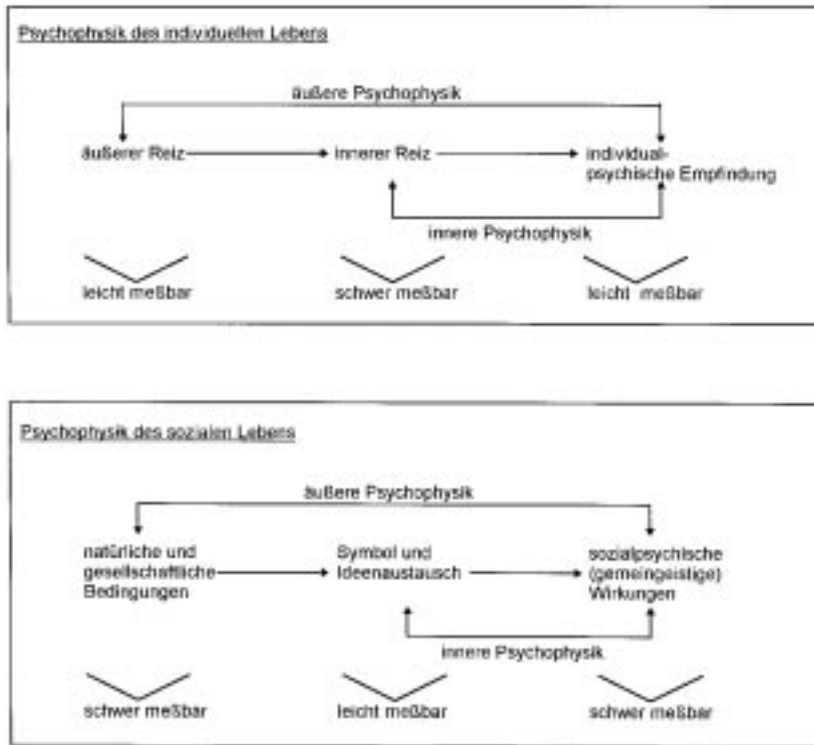 Psychophysik des individuellen Lebens
äußere Psychophysik
äußerer Reiz
innerer Reiz
individual-
psychische Empfindung
innere Psychophysik
leicht meßbar
schwer meßbar
leicht meßbar
Psychophysik des sozialen Lebens
äußere Psychophysik
natürliche und
gesellschaftliche
Bedingungen
Symbol und
Ideenaustausch
sozialpsychische
(gemeingeistige)
Wirkungen
innere Psychophysik
schwer meßbar
leicht meßbar
schwer meßbar